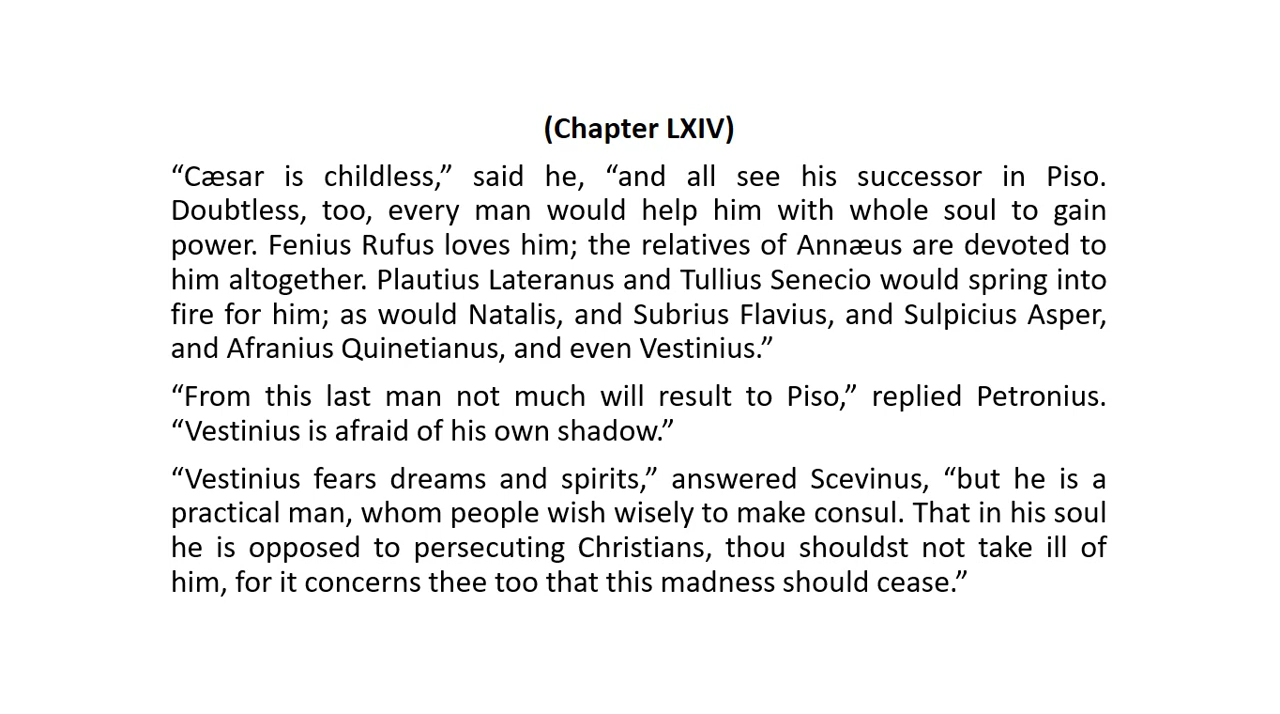 (Chapter LXIV)
“Cæsar is childless,” said he, “and all see his successor in Piso.
Doubtless, too, every man would help him with whole soul to gain
power. Fenius Rufus loves him; the relatives of Annæus are devoted to
him altogether. Plautius Lateranus and Tullius Senecio would spring into
fire for him; as would Natalis, and Subrius Flavius, and Sulpicius Asper,
and Afranius Quinetianus, and even Vestinius.”
“From this last man not much will result to Piso,” replied Petronius.
“Vestinius is afraid of his own shadow.”
“Vestinius fears dreams and spirits,” answered Scevinus, “but he is a
practical man, whom people wish wisely to make consul. That in his soul
he is opposed to persecuting Christians, thou shouldst not take ill of
him, for it concerns thee too that this madness should cease.”